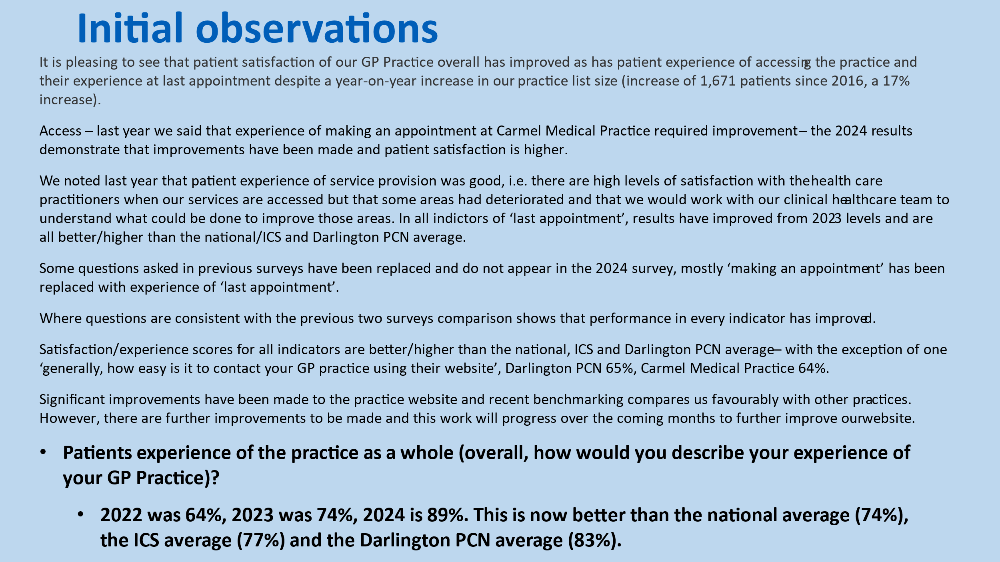 Initial observations
It is pleasing to see that patient satisfaction of our GP Practice overall has improved as has patient experience of accessing the practice and
their experience at last appointment despite a year-on-year increase in our practice list size (increase of 1,671 patients since 2016, a 17%
increase).
Access – last year we said that experience of making an appointment at Carmel Medical Practice required improvement – the 2024 results
demonstrate that improvements have been made and patient satisfaction is higher.
We noted last year that patient experience of service provision was good, i.e. there are high levels of satisfaction with the health care
practitioners when our services are accessed but that some areas had deteriorated and that we would work with our clinical healthcare team to
understand what could be done to improve those areas. In all indictors of ‘last appointment’, results have improved from 2023 levels and are
all better/higher than the national/ICS and Darlington PCN average.
Some questions asked in previous surveys have been replaced and do not appear in the 2024 survey, mostly ‘making an appointment’ has been
replaced with experience of ‘last appointment’.
Where questions are consistent with the previous two surveys comparison shows that performance in every indicator has improved.
Satisfaction/experience scores for all indicators are better/higher than the national, ICS and Darlington PCN average – with the exception of one
‘generally, how easy is it to contact your GP practice using their website’, Darlington PCN 65%, Carmel Medical Practice 64%.
Significant improvements have been made to the practice website and recent benchmarking compares us favourably with other practices.
However, there are further improvements to be made and this work will progress over the coming months to further improve our website.
• Patients experience of the practice as a whole (overall, how would you describe your experience of
your GP Practice)?
• 2022 was 64%, 2023 was 74%, 2024 is 89%. This is now better than the national average (74%),
the ICS average (77%) and the Darlington PCN average (83%).